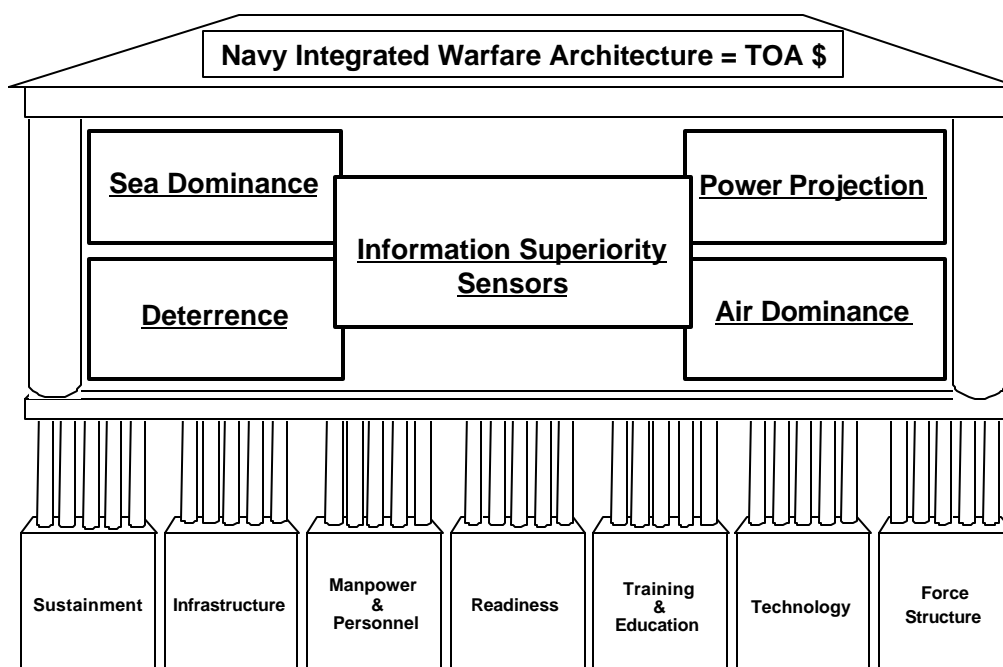 Navy Integrated Warfare Architecture = TOA $
Sea Dominance
Power Projection
Information Superiority
Sensors
Deterrence
Air Dominance
Sustainment
Infrastructure
Manpower
&
Personnel
Readiness
Training
&
Education
Technology
Force
Structure